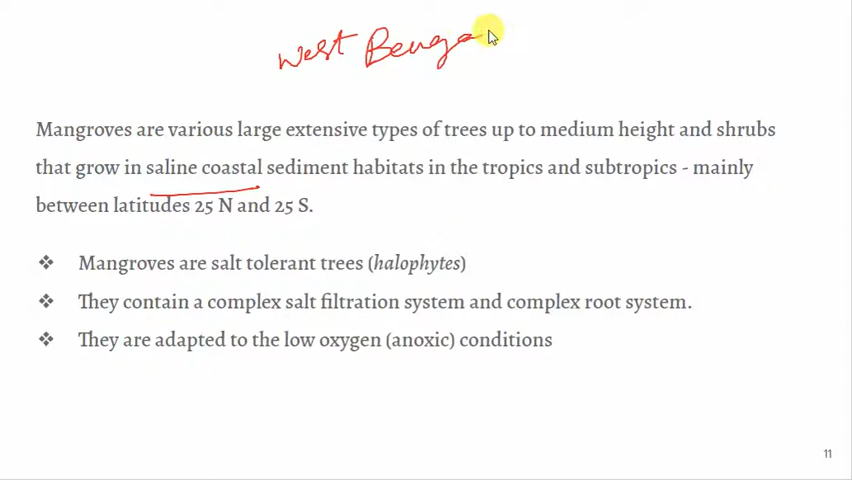 West Benga
Mangroves are various large extensive types of trees up to medium height and shrubs
that grow in saline coastal sediment habitats in the tropics and subtropics - mainly
between latitudes 25 N and 25 S.
❖ Mangroves are salt tolerant trees (halophytes)
❖ They contain a complex salt filtration system and complex root system.
❖ They are adapted to the low oxygen (anoxic) conditions
11